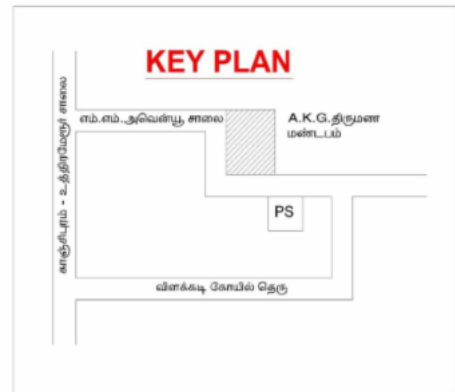 KEY PLAN
எம்.எம்.அவென்யூ சாலை
A.K.G.திருமண
மண்டபம்
காஞ்சிபுரம் - உத்திரமேரூர் சாலை
PS
விளக்கடி கோயில் தெரு